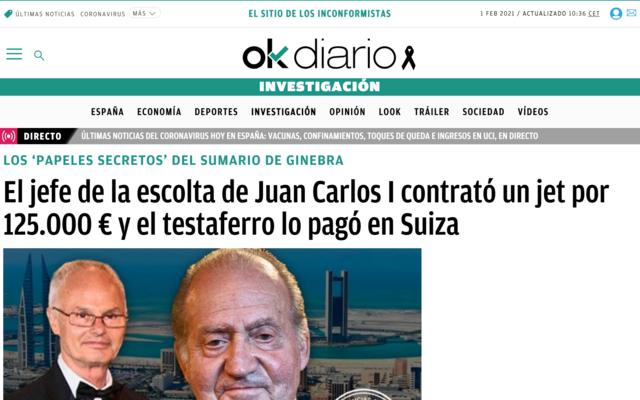 ÚLTIMAS NOTICIAS CORONAVIRUS MÁS
EL SITIO DE LOS INCONFORMISTAS
1 FEB 2021 / ACTUALIZADO 10:36 CET
okdiario
INVESTIGACIÓN
ESPAÑA ECONOMÍA DEPORTES INVESTIGACIÓN OPINIÓN LOOK TRÁILER SOCIEDAD VÍDEOS
DIRECTO ÚLTIMAS NOTICIAS DEL CORONAVIRUS HOY EN ESPAÑA: VACUNAS, CONFINAMIENTOS, TOQUES DE QUEDA E INGRESOS EN UCI, EN DIRECTO
LOS ‘PAPELES SECRETOS’ DEL SUMARIO DE GINEBRA
El jefe de la escolta de Juan Carlos I contrató un jet por
125.000 € y el testaferro lo pagó en Suiza